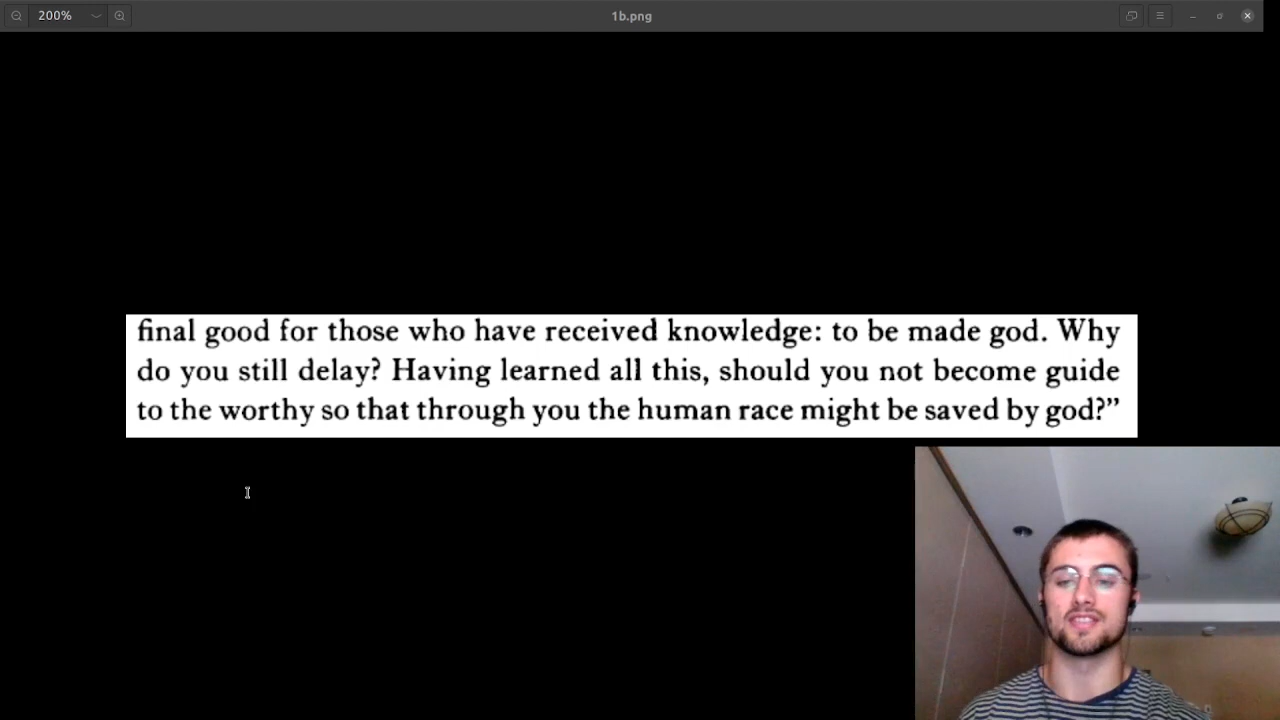 200%
1b.png
final good for those who have received knowledge: to be made god. Why
do you still delay? Having learned all this, should you not become guide
to the worthy so that through you the human race might be saved by god?”